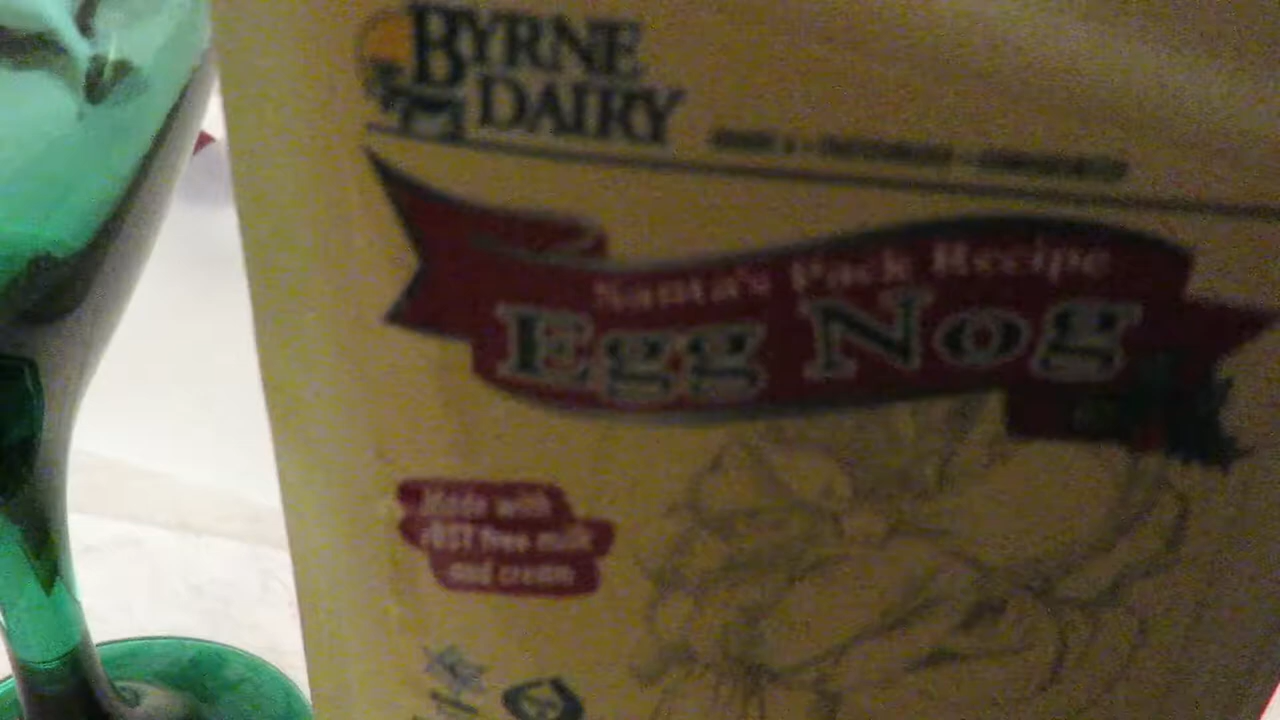 BYRNE
DAIRY
Santa's Pack Recipe
Egg Nog
Made with
rBST free milk
and cream